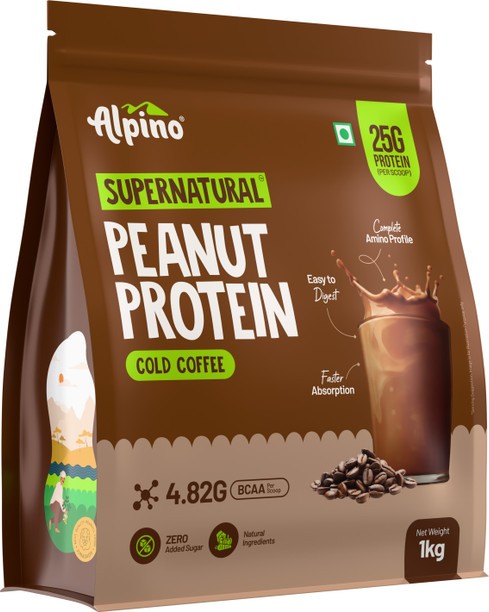 Alpino®
25G
PROTEIN
(PER SCOOP)
SUPERNATURAL
PEANUT
PROTEIN
COLD COFFEE
Complete
Amino Profile
Easy to
Digest
Faster
Absorption
4.82G BCAA Per Scoop
ZERO
Added Sugar
Natural
Ingredients
Net Weight
1kg